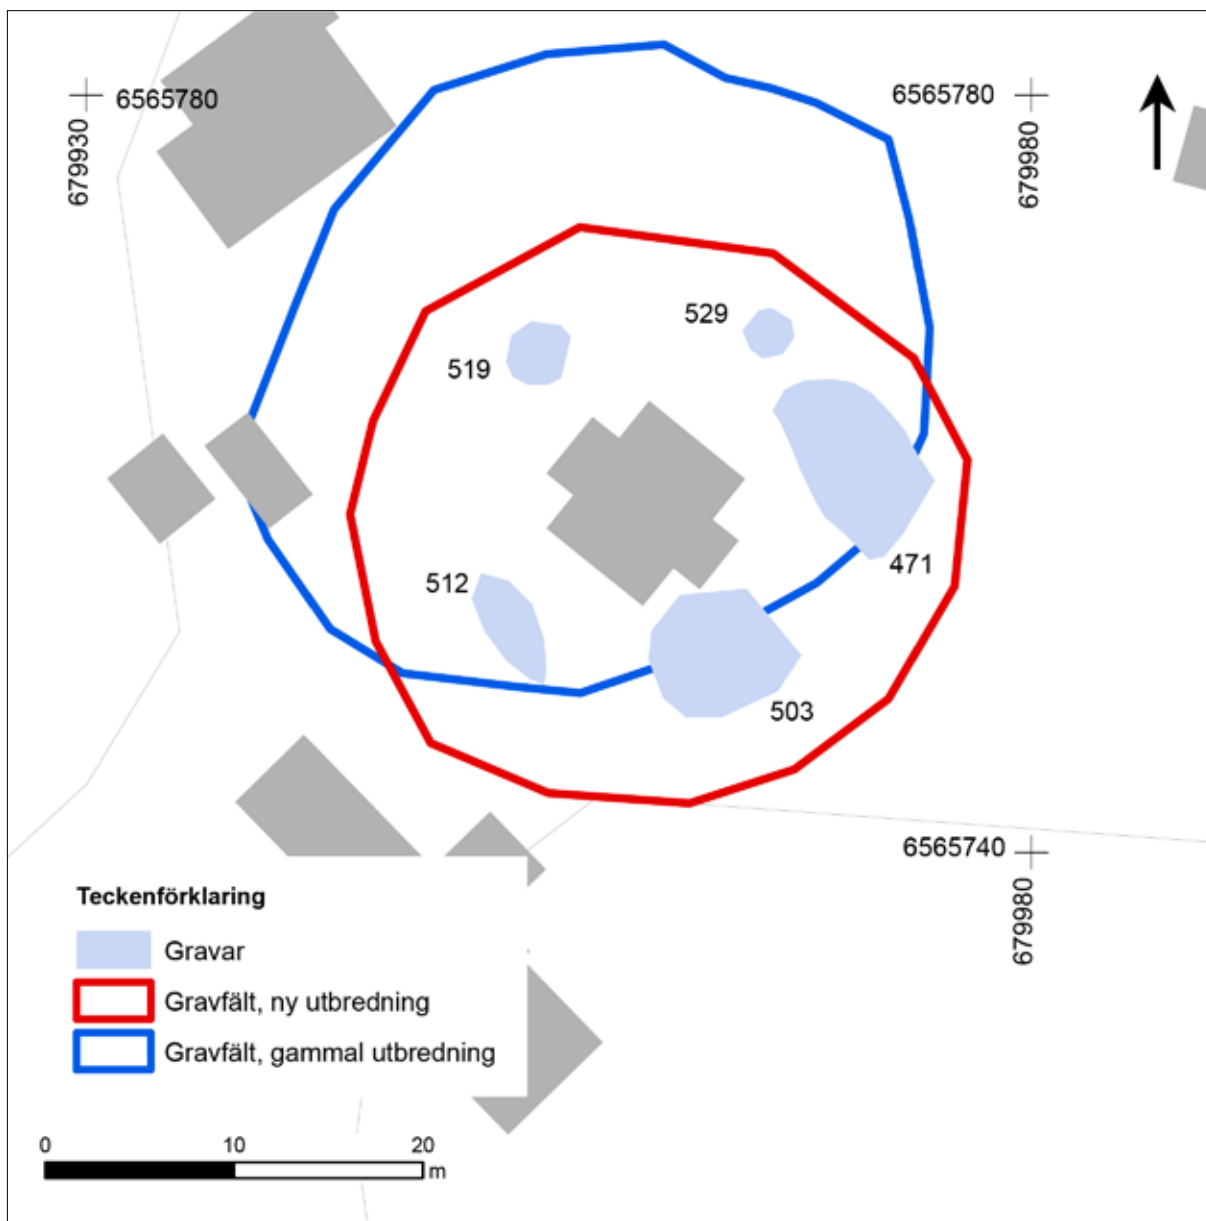 6565780
679930
6565780
679980
529
519
471
512
503
6565740
679980
Teckenförklaring
Gravar
Gravfält, ny utbredning
Gravfält, gammal utbredning
0 10 20
m